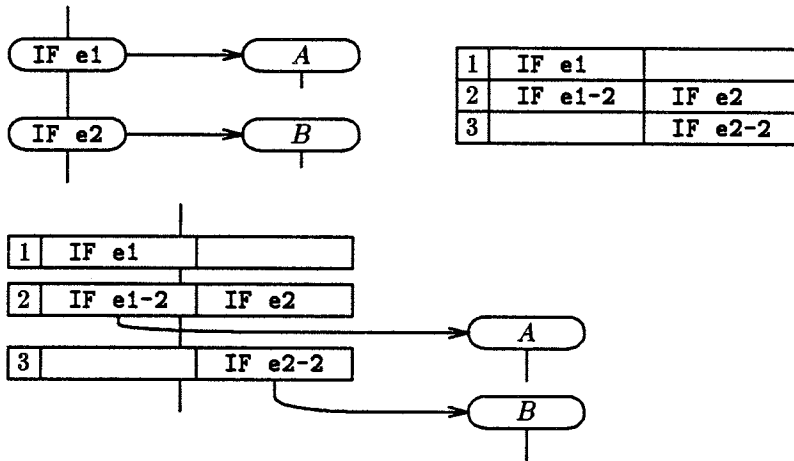 IF e1 A
IF e2 B
1 IF e1
2 IF e1-2 IF e2
3 IF e2-2
1 IF e1
2 IF e1-2 IF e2
A
3 IF e2-2
B